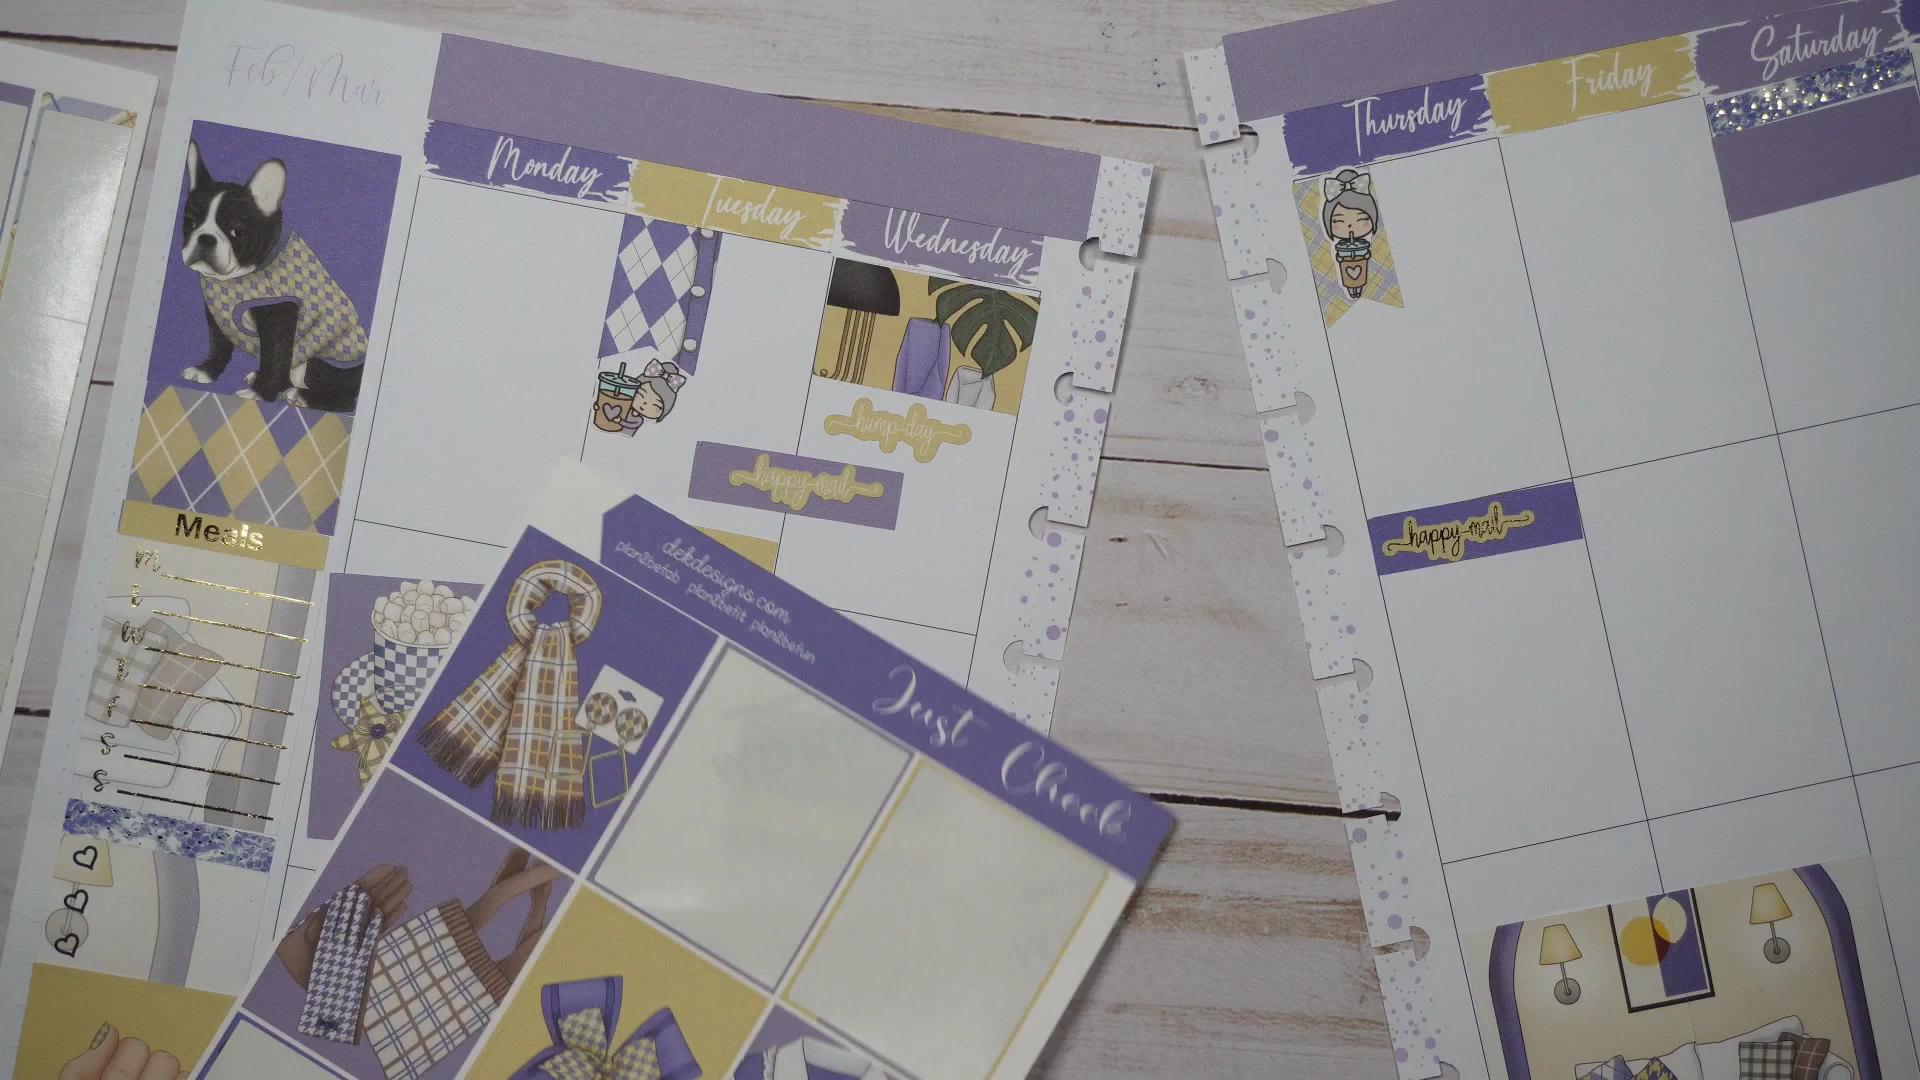 Feb/Mar
Monday
Tuesday
Wednesday
Thursday
Friday
Saturday
hump day
happy mail
happy mail
Meals
m
t
w
t
f
s
s
dekdesigns.com
plan2befab plan2befit plan2befun
Just Check